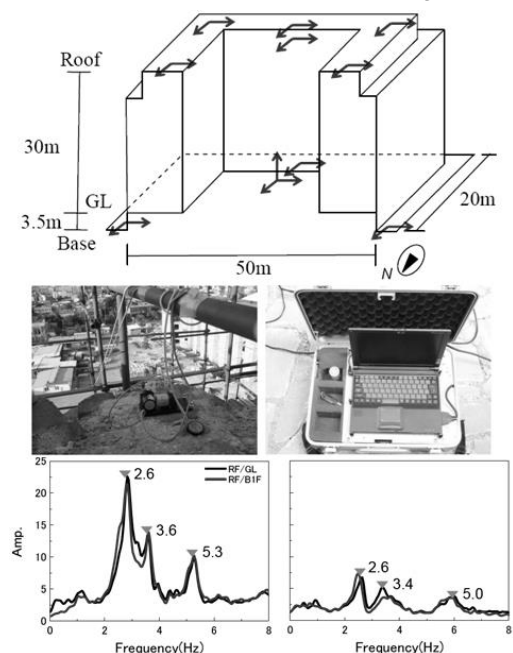 Roof
30m
GL
3.5m
Base
50m
20m
N
25
20
15
10
5
0
Amp.
2.6
3.6
5.3
RF/GL
RF/B1F
0 2 4 6 8
Frequency(Hz)
2.6
3.4
5.0
0 2 4 6 8
Frequency(Hz)